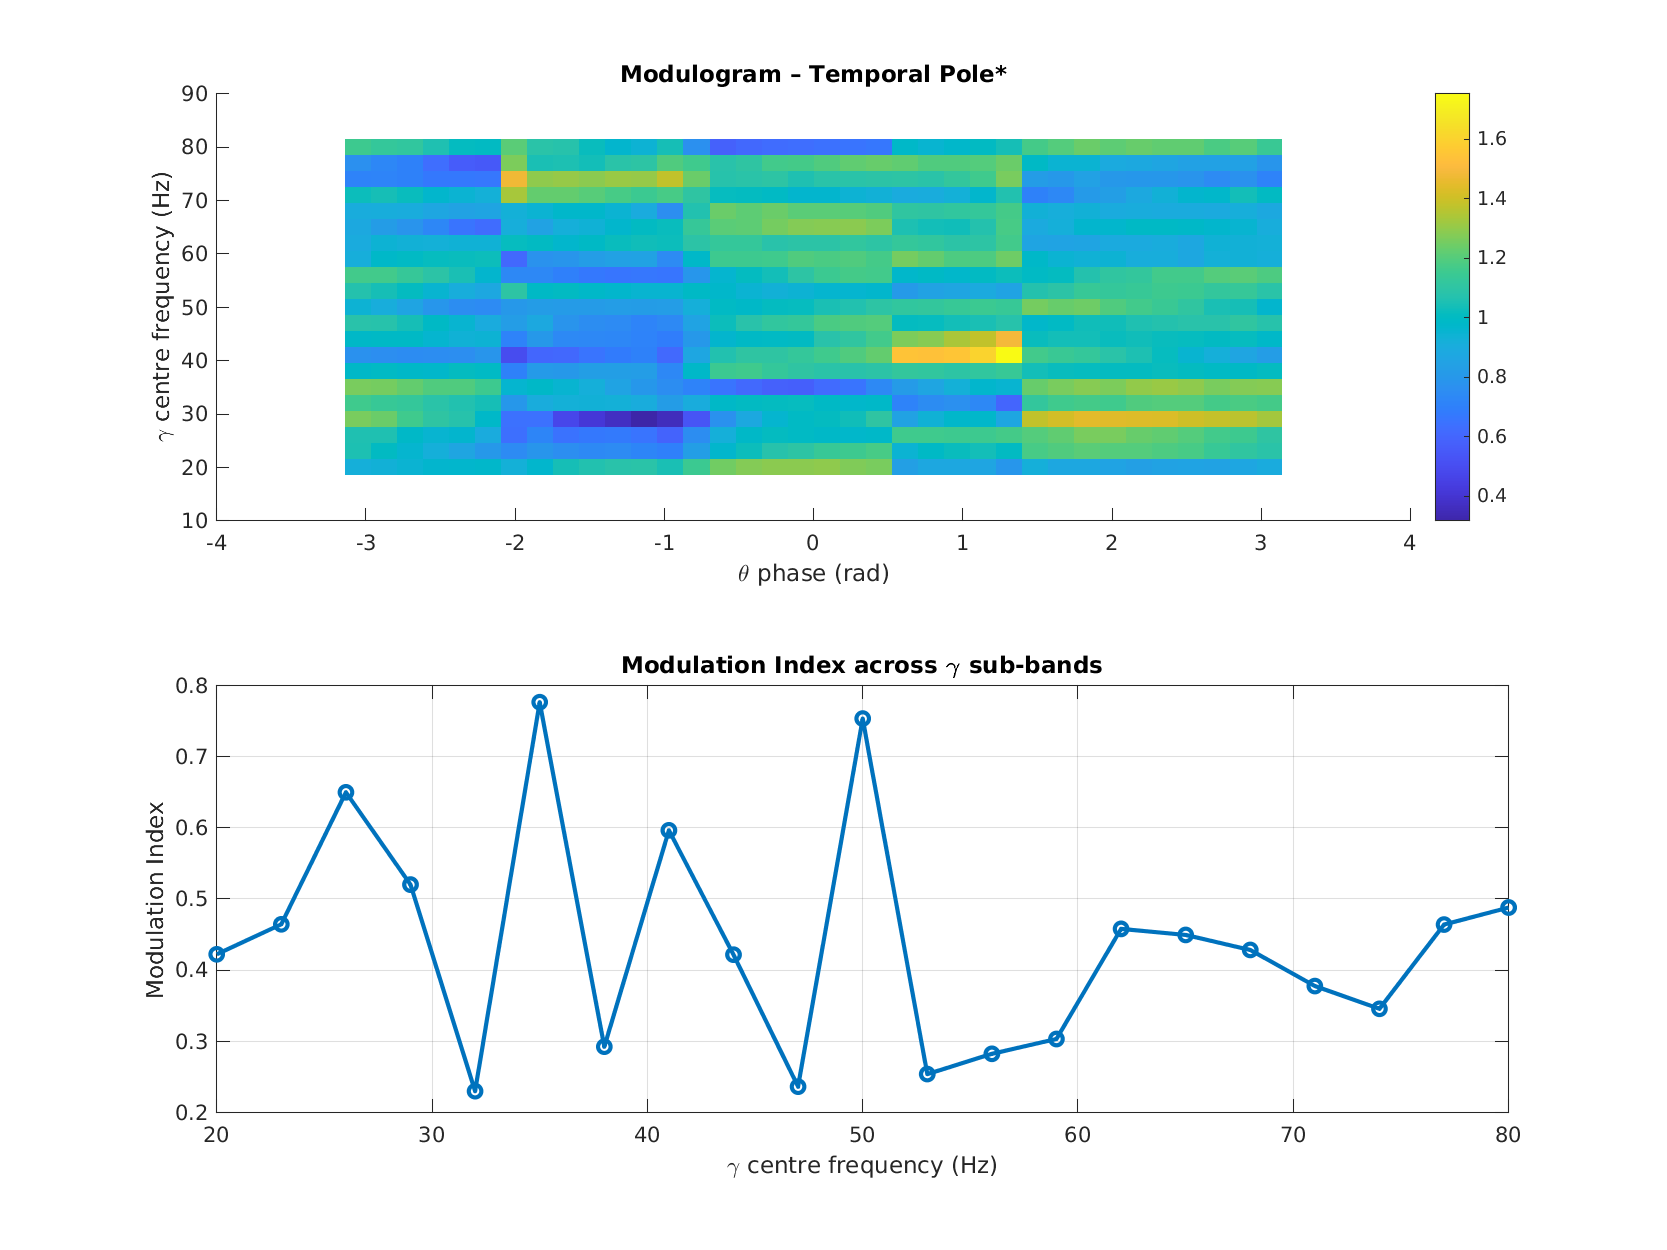 Modulogram – Temporal Pole*
90
80
70
60
50
40
30
20
10
γ centre frequency (Hz)
-4 -3 -2 -1 0 1 2 3 4
θ phase (rad)
1.6
1.4
1.2
1
0.8
0.6
0.4
Modulation Index across γ sub-bands
0.8
0.7
0.6
0.5
0.4
0.3
0.2
Modulation Index
20 30 40 50 60 70 80
γ centre frequency (Hz)